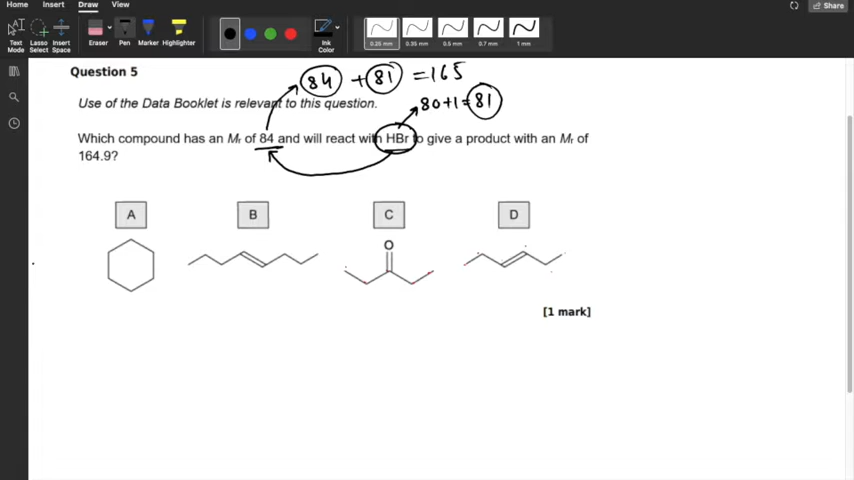 Home Insert Draw View
Share
Text Mode
Lasso Select
Insert Space
Eraser
Pen
Marker
Highlighter
Ink Color
0.25 mm
0.35 mm
0.5 mm
0.7 mm
1 mm
Question 5
84 + 81 = 165
Use of the Data Booklet is relevant to this question.
80+1=81
Which compound has an Mr of 84 and will react with HBr to give a product with an Mr of
164.9?
A B C D
O
[1 mark]